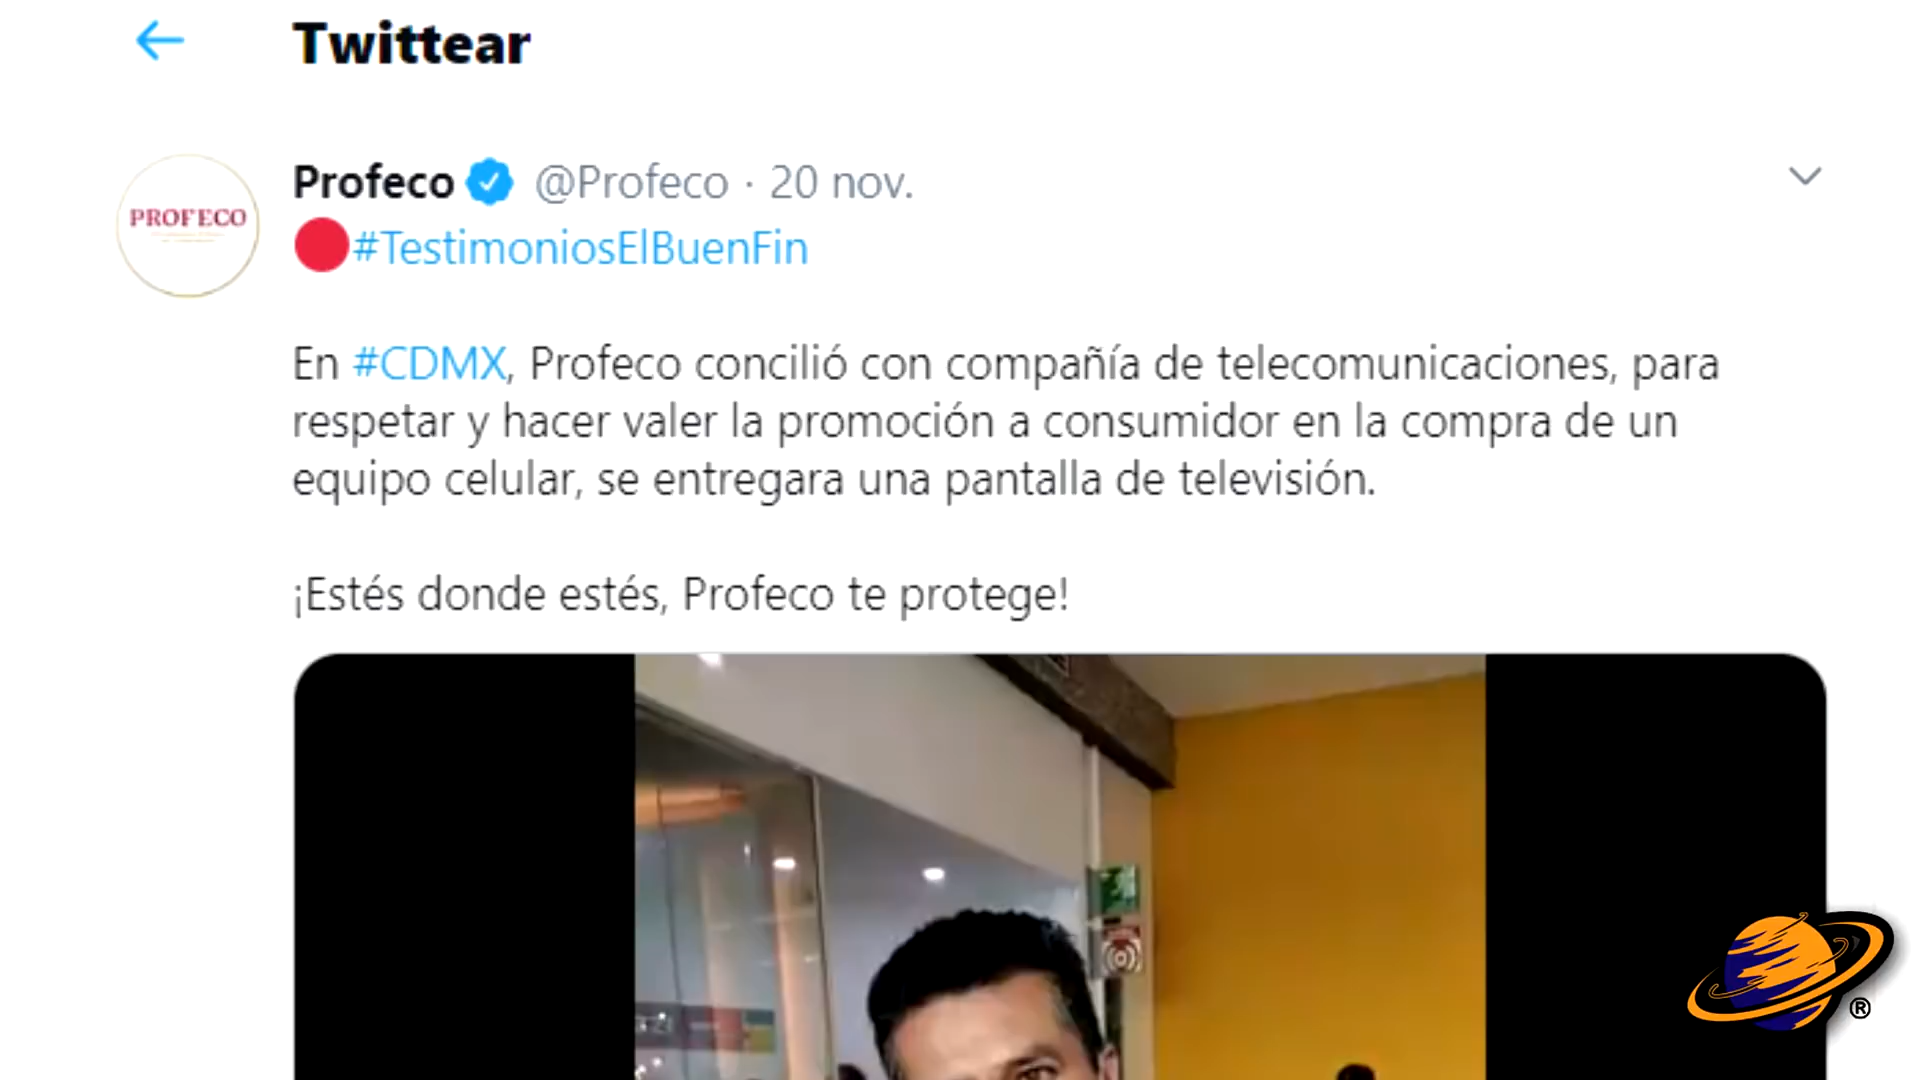 Twittear
PROFECO
Profeco @Profeco · 20 nov.
#TestimoniosElBuenFin
En #CDMX, Profeco concilió con compañía de telecomunicaciones, para
respetar y hacer valer la promoción a consumidor en la compra de un
equipo celular, se entregara una pantalla de televisión.
¡Estés donde estés, Profeco te protege!
®